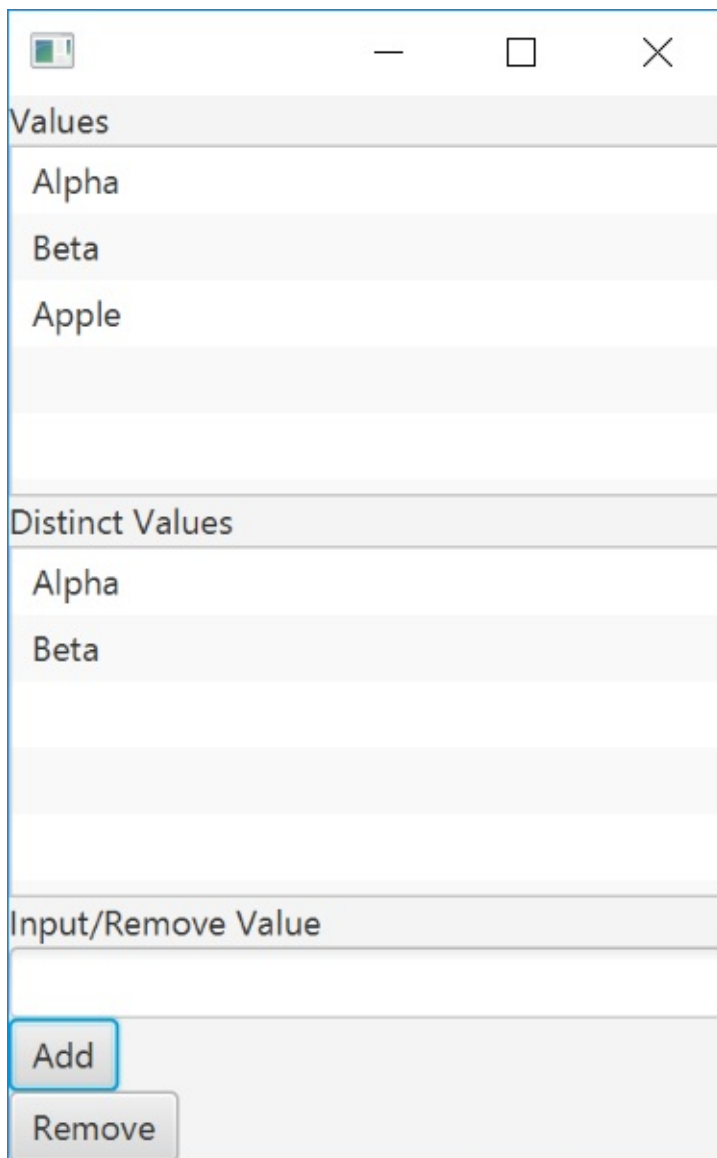 Values
Alpha
Beta
Apple
Distinct Values
Alpha
Beta
Input/Remove Value
Add
Remove